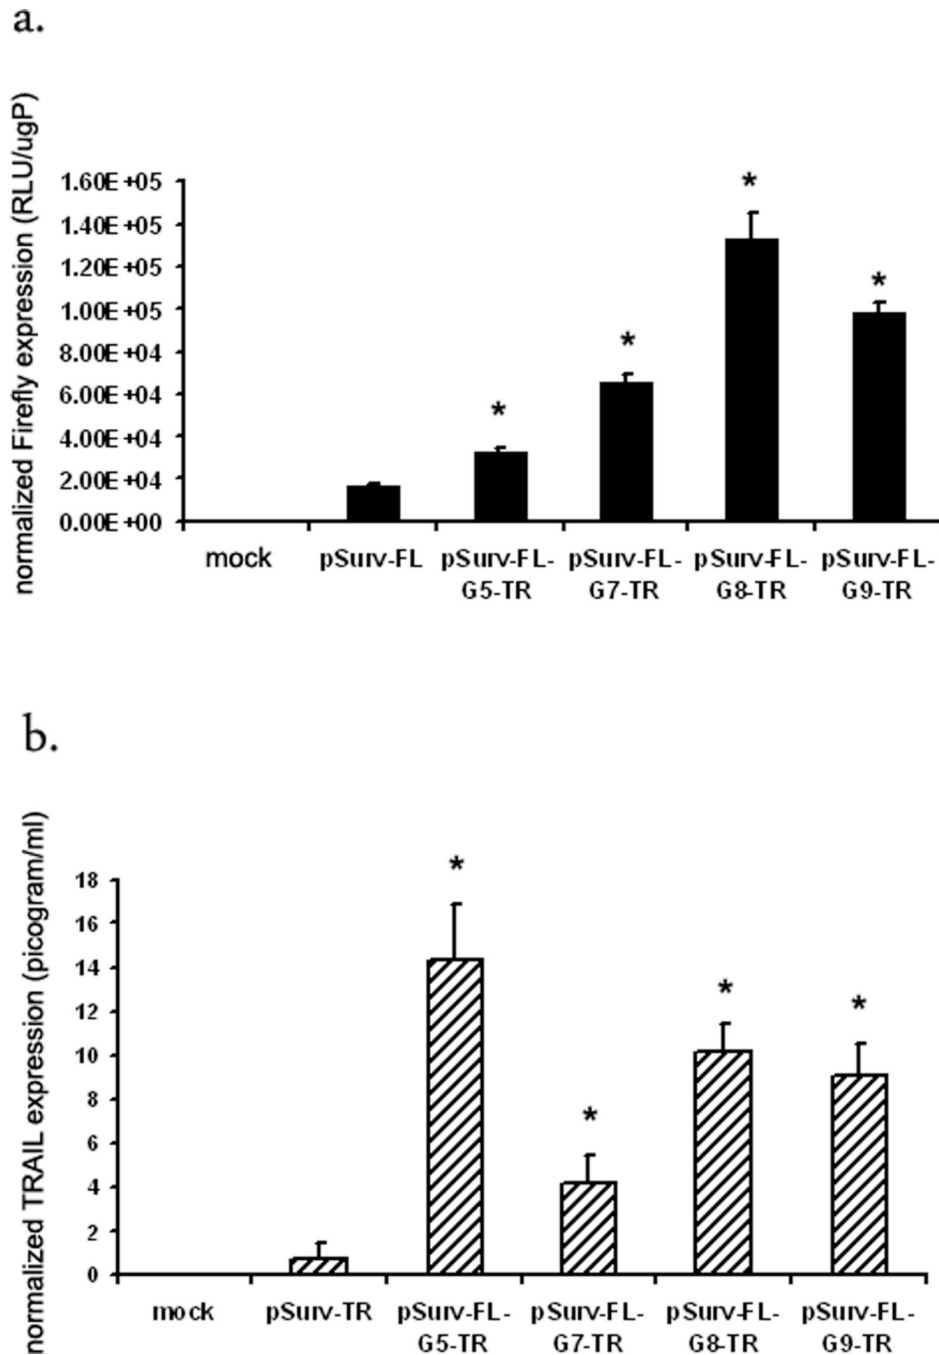 a.
normalized Firefly expression (RLU/ugP)
1.60E+05
1.40E+05
1.20E+05
1.00E+05
8.00E+04
6.00E+04
4.00E+04
2.00E+04
0.00E+00
*
*
*
*
mock
pSurv-FL
pSurv-FL-
G5-TR
pSurv-FL-
G7-TR
pSurv-FL-
G8-TR
pSurv-FL-
G9-TR
b.
normalized TRAIL expression (picogram/ml)
18
16
14
12
10
8
6
4
2
0
*
*
*
*
mock
pSurv-TR
pSurv-FL-
G5-TR
pSurv-FL-
G7-TR
pSurv-FL-
G8-TR
pSurv-FL-
G9-TR